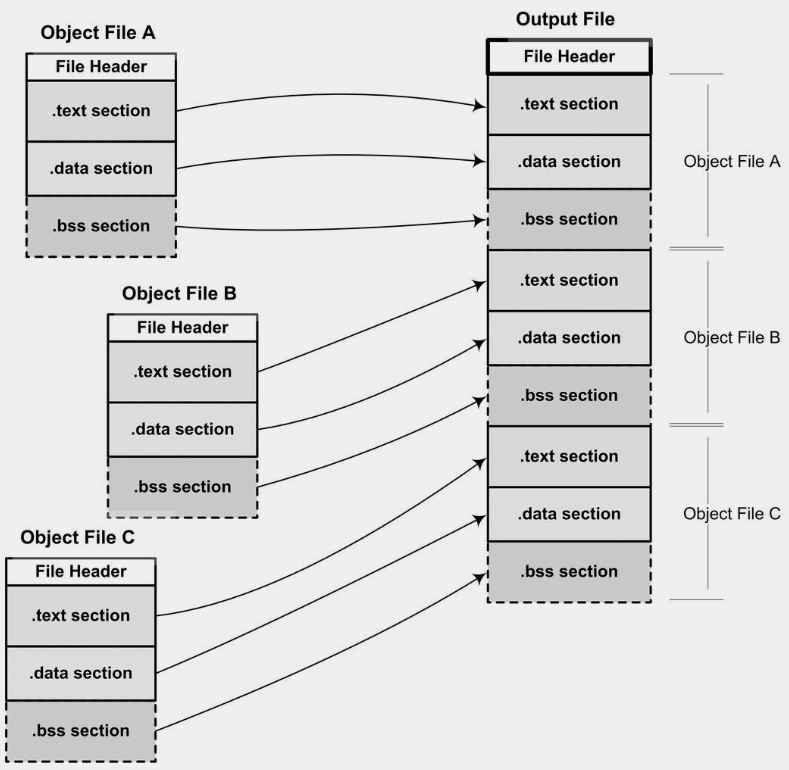 Object File A
File Header
.text section
.data section
.bss section
Object File B
File Header
.text section
.data section
.bss section
Object File C
File Header
.text section
.data section
.bss section
Output File
File Header
.text section
.data section
.bss section
.text section
.data section
.bss section
.text section
.data section
.bss section
Object File A
Object File B
Object File C